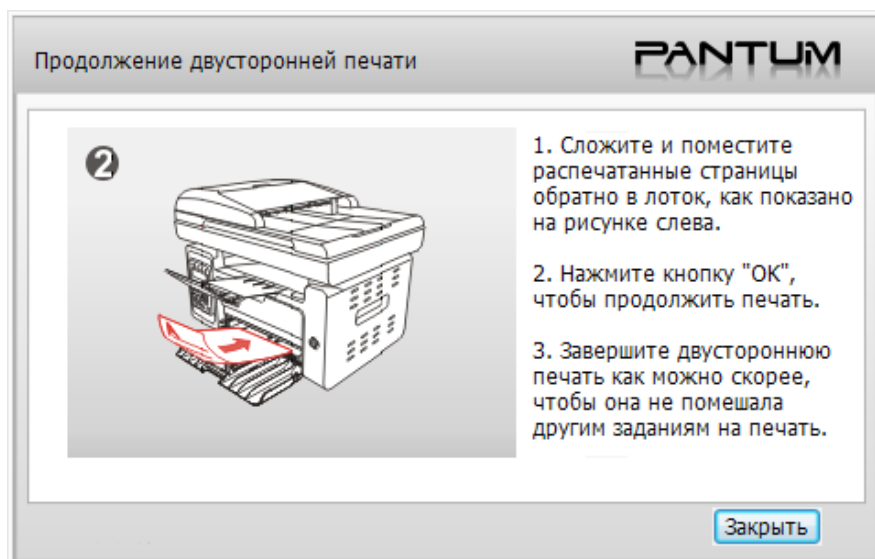 Продолжение двусторонней печати
PANTUM
2
1. Сложите и поместите
распечатанные страницы
обратно в лоток, как показано
на рисунке слева.
2. Нажмите кнопку "ОК",
чтобы продолжить печать.
3. Завершите двустороннюю
печать как можно скорее,
чтобы она не помешала
другим заданиям на печать.
Закрыть